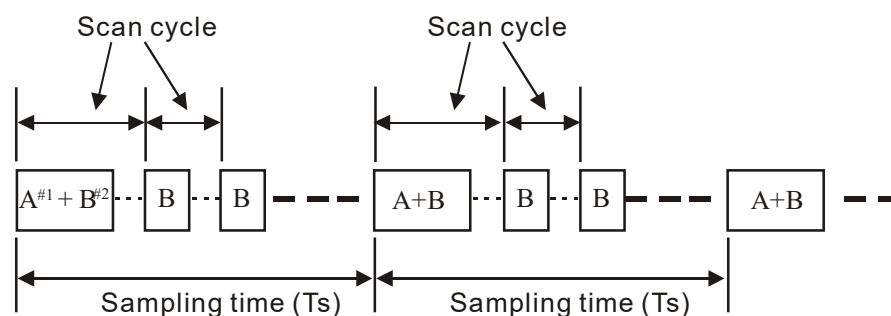 Scan cycle Scan cycle
A#1 + B#2 B B A+B B B A+B
Sampling time (Ts) Sampling time (Ts)